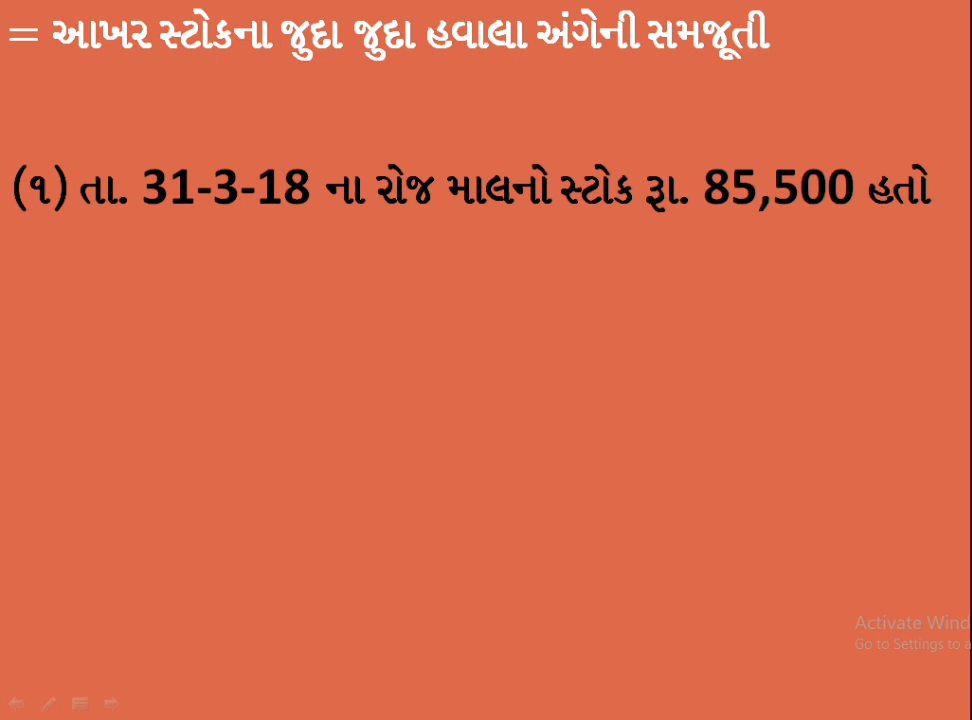 = આખર સ્ટોકના જુદા જુદા હવાલા અંગેની સમજૂતી
(૧) તા. 31-3-18 ના રોજ માલનો સ્ટોક રૂા. 85,500 હતો
Activate Wind
Go to Settings to a